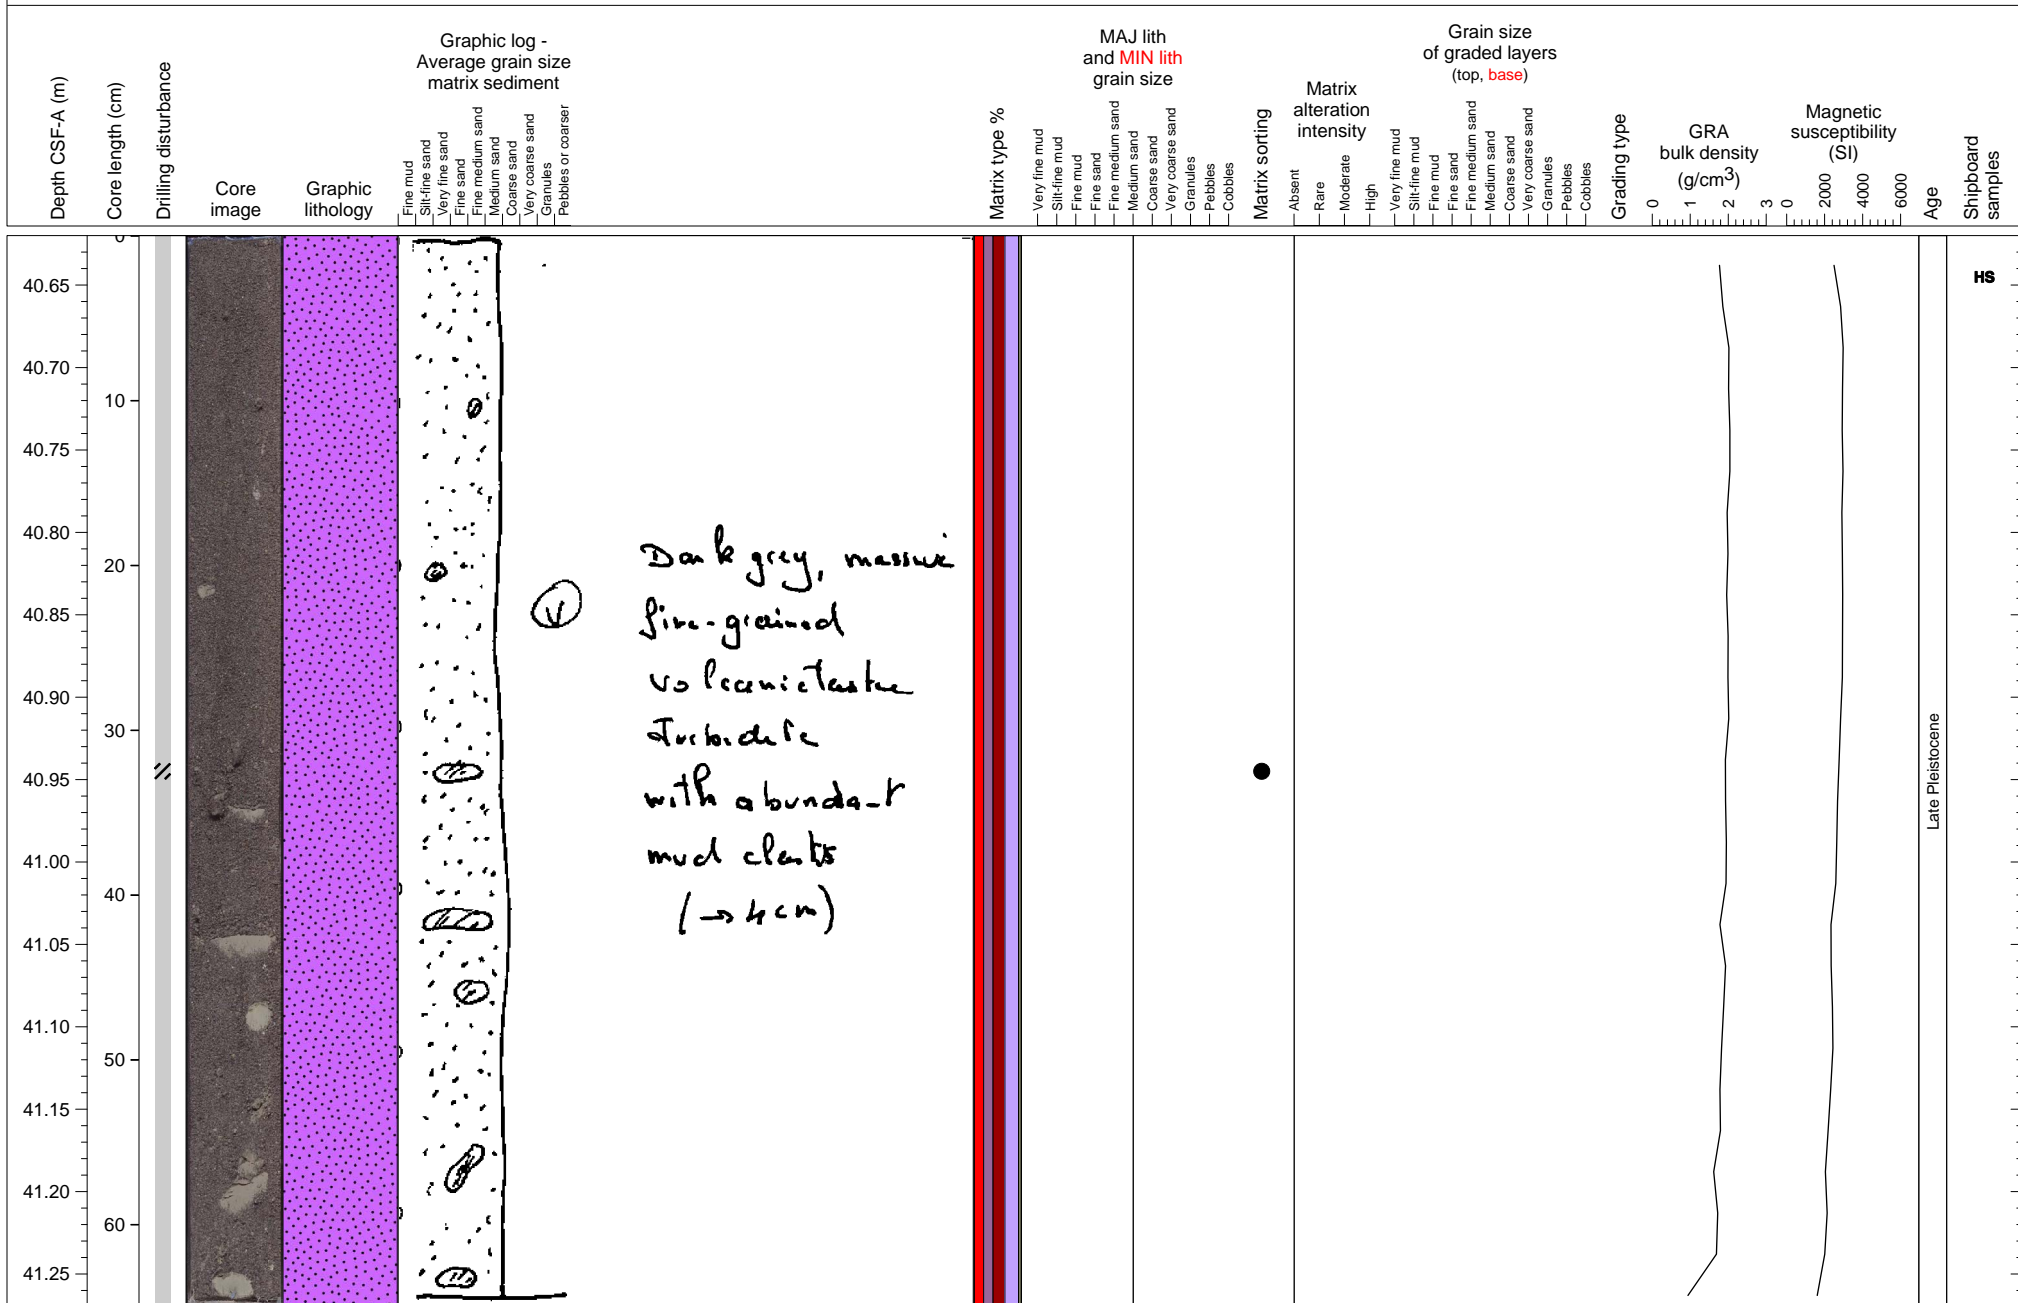 Depth CSF-A (m)
Core length (cm)
Drilling disturbance
Core
image
Graphic
lithology
Graphic log -
Average grain size
matrix sediment
Fine mud
Silt-fine sand
Very fine sand
Fine sand
Fine medium sand
Medium sand
Coarse sand
Very coarse sand
Granules
Pebbles or coarser
Matrix type %
MAJ lith
and MIN lith
grain size
Very fine mud
Silt-fine mud
Fine mud
Fine sand
Fine medium sand
Medium sand
Coarse sand
Very coarse sand
Granules
Pebbles
Cobbles
Matrix sorting
Matrix
alteration
intensity
Absent
Rare
Moderate
High
Grain size
of graded layers
(top, base)
Very fine mud
Silt-fine mud
Fine mud
Fine sand
Fine medium sand
Medium sand
Coarse sand
Very coarse sand
Granules
Pebbles
Cobbles
Grading type
GRA
bulk density
(g/cm3)
0 1 2 3
Magnetic
susceptibility
(SI)
0 2000 4000 6000
Age
Shipboard
samples
0
40.65
40.70
10
40.75
40.80
20
40.85
40.90
30
40.95
41.00
40
41.05
41.10
50
41.15
41.20
60
41.25
V
Dark grey, massive
fine-grained
volcaniclastic
turbidite
with abundant
mud clasts
(→ 4 cm)
Late Pleistocene
HS